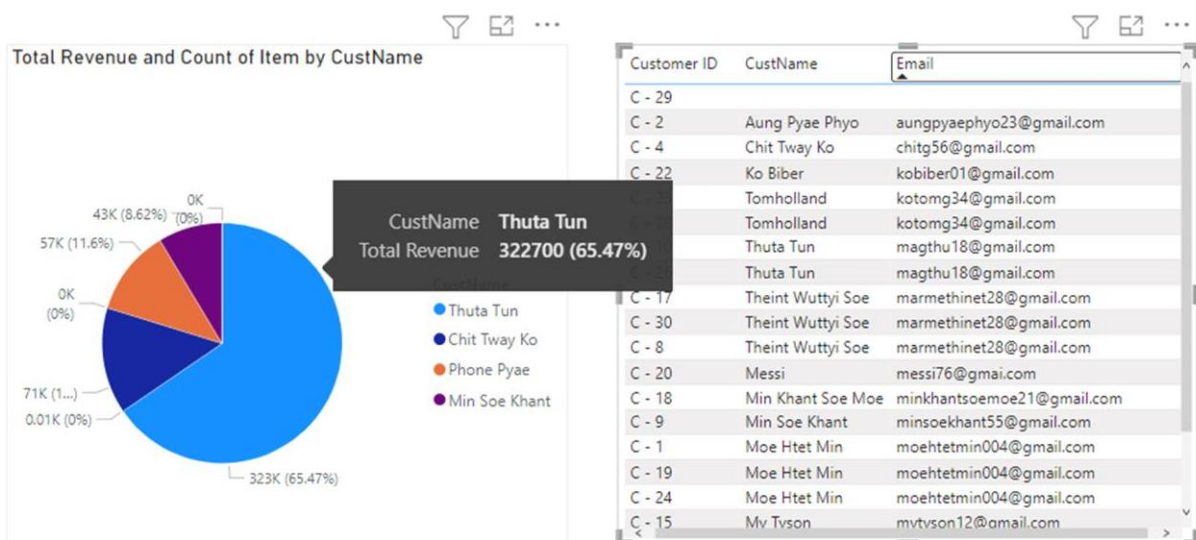 Total Revenue and Count of Item by CustName
0K
(0%)
43K (8.62%)
57K (11.6%)
0K
(0%)
71K (1...)
0.01K (0%)
323K (65.47%)
CustName Thuta Tun
Total Revenue 322700 (65.47%)
CustName
Thuta Tun
Chit Tway Ko
Phone Pyae
Min Soe Khant
Customer ID CustName Email
C - 29
C - 2 Aung Pyae Phyo aungpyaephyo23@gmail.com
C - 4 Chit Tway Ko chitg56@gmail.com
C - 22 Ko Biber kobiber01@gmail.com
Tomholland kotomg34@gmail.com
Tomholland kotomg34@gmail.com
Thuta Tun magthu18@gmail.com
Thuta Tun magthu18@gmail.com
C - 17 Theint Wuttyi Soe marmethinet28@gmail.com
C - 30 Theint Wuttyi Soe marmethinet28@gmail.com
C - 8 Theint Wuttyi Soe marmethinet28@gmail.com
C - 20 Messi messi76@gmai.com
C - 18 Min Khant Soe Moe minkhantsoemoe21@gmail.com
C - 9 Min Soe Khant minsoekhant55@gmail.com
C - 1 Moe Htet Min moehtetmin004@gmail.com
C - 19 Moe Htet Min moehtetmin004@gmail.com
C - 24 Moe Htet Min moehtetmin004@gmail.com
C - 15 My Tyson mytyson12@gmail.com